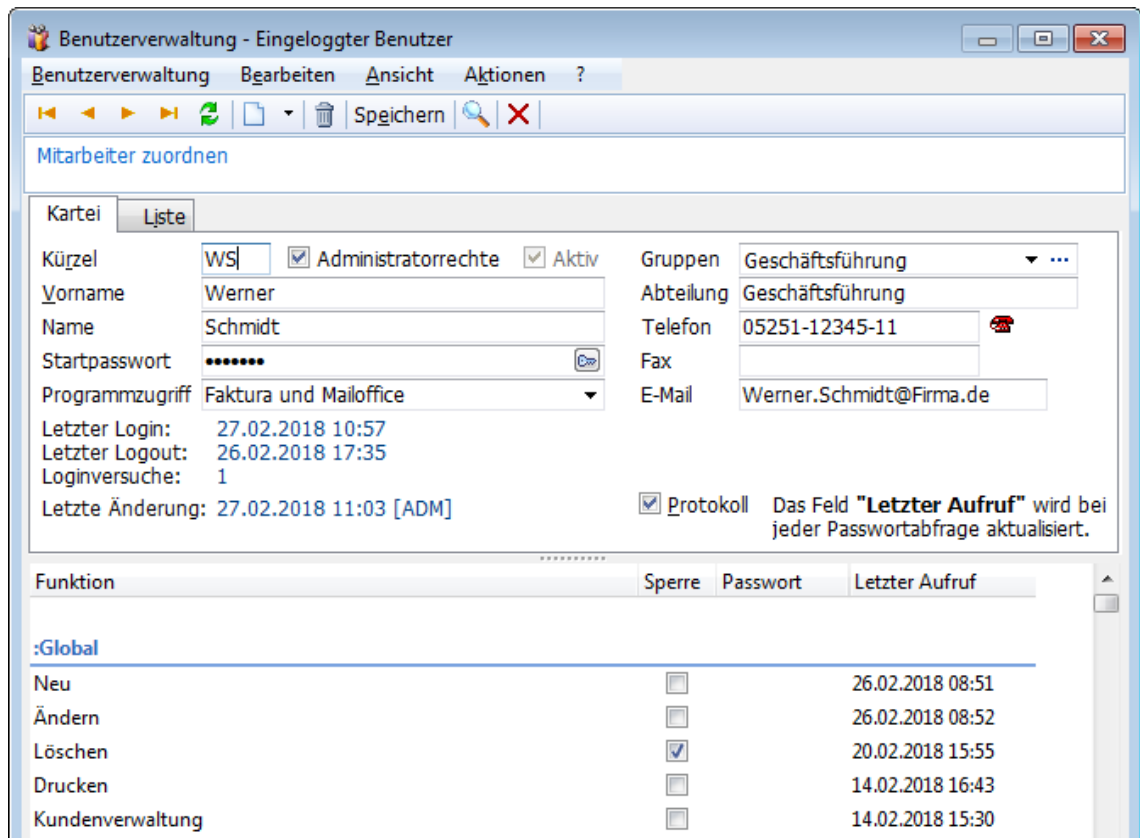 Benutzerverwaltung - Eingeloggter Benutzer
Benutzerverwaltung Bearbeiten Ansicht Aktionen ?
Speichern
Mitarbeiter zuordnen
Kartei Liste
Kürzel WS Administratorrechte Aktiv Gruppen Geschäftsführung
Vorname Werner Abteilung Geschäftsführung
Name Schmidt Telefon 05251-12345-11
Startpasswort ••••••• Fax
Programmzugriff Faktura und Mailoffice E-Mail Werner.Schmidt@Firma.de
Letzter Login: 27.02.2018 10:57
Letzter Logout: 26.02.2018 17:35
Loginversuche: 1
Letzte Änderung: 27.02.2018 11:03 [ADM] Protokoll Das Feld "Letzter Aufruf" wird bei
jeder Passwortabfrage aktualisiert.
Funktion Sperre Passwort Letzter Aufruf
:Global
Neu 26.02.2018 08:51
Ändern 26.02.2018 08:52
Löschen 20.02.2018 15:55
Drucken 14.02.2018 16:43
Kundenverwaltung 14.02.2018 15:30